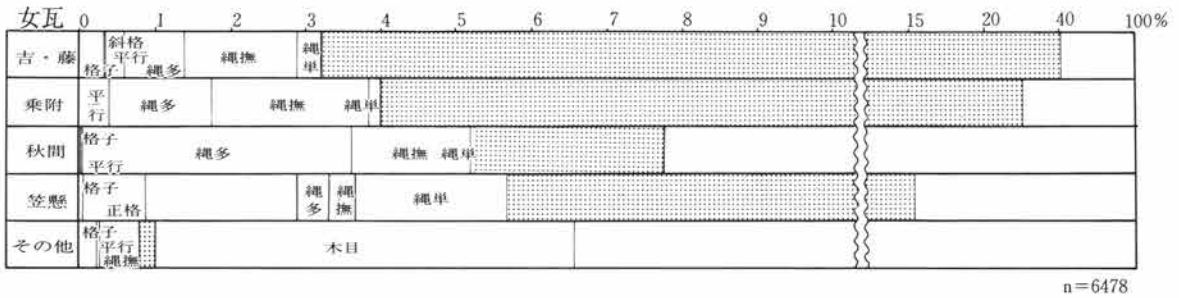 女瓦 0 1 2 3 4 5 6 7 8 9 10 15 20 40 100%
吉・藤 格子 斜格 平行 縄多 縄撫 縄単
乗附 平行 縄多 縄撫 縄単
秋間 格子 平行 縄多 縄撫 縄単
笠懸 格子 正格 縄多 縄撫 縄単
その他 格子 平行 縄撫 木目
n=6478